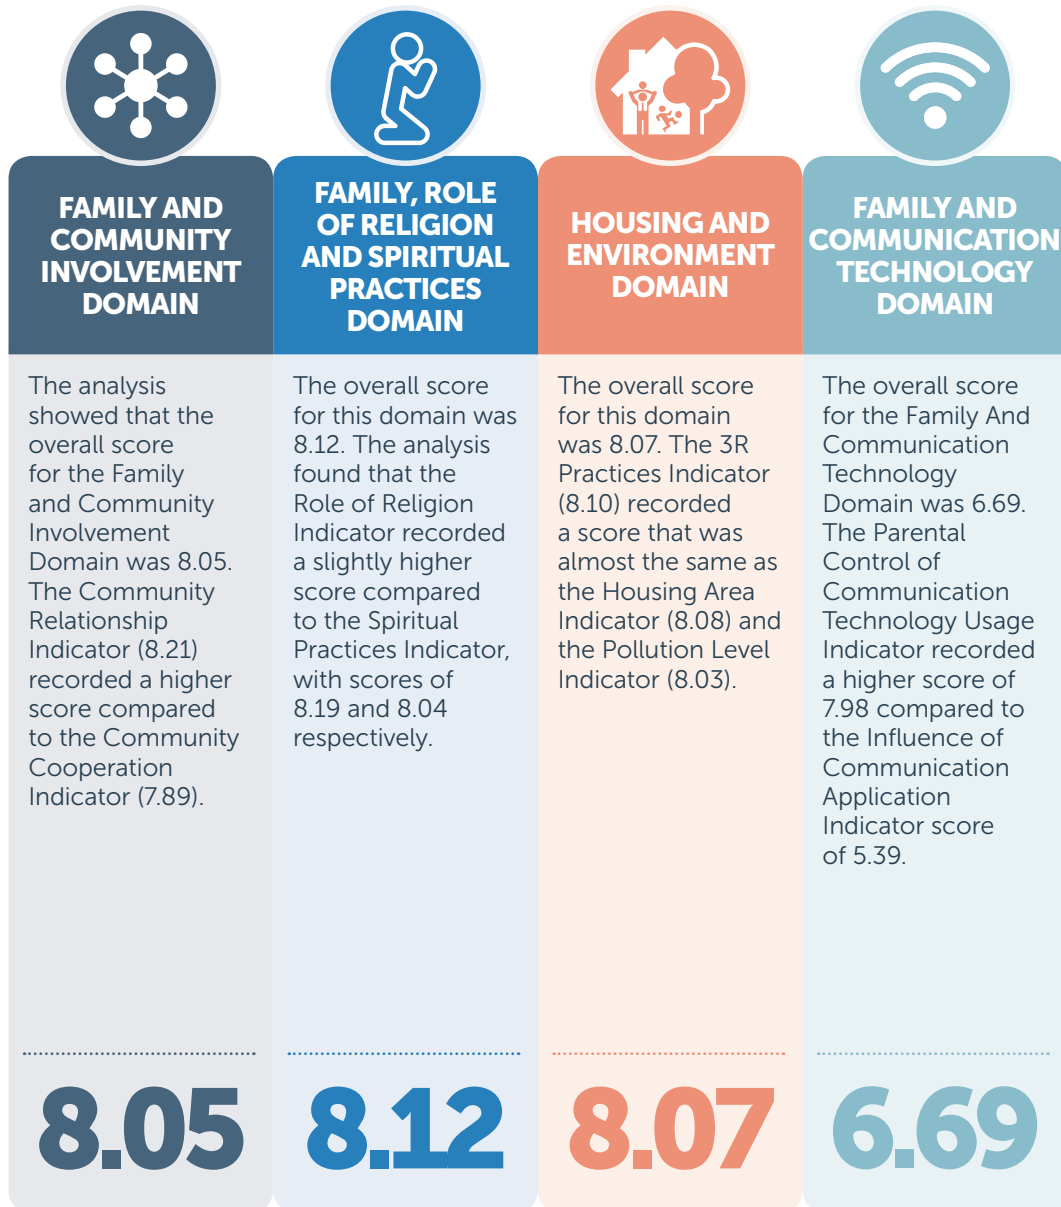 FAMILY AND
COMMUNITY
INVOLVEMENT
DOMAIN
The analysis
showed that the
overall score
for the Family
and Community
Involvement
Domain was 8.05.
The Community
Relationship
Indicator (8.21)
recorded a higher
score compared
to the Community
Cooperation
Indicator (7.89).
8.05
FAMILY, ROLE
OF RELIGION
AND SPIRITUAL
PRACTICES
DOMAIN
The overall score
for this domain was
8.12. The analysis
found that the
Role of Religion
Indicator recorded
a slightly higher
score compared
to the Spiritual
Practices Indicator,
with scores of
8.19 and 8.04
respectively.
8.12
HOUSING AND
ENVIRONMENT
DOMAIN
The overall score
for this domain
was 8.07. The 3R
Practices Indicator
(8.10) recorded
a score that was
almost the same as
the Housing Area
Indicator (8.08) and
the Pollution Level
Indicator (8.03).
8.07
FAMILY AND
COMMUNICATION
TECHNOLOGY
DOMAIN
The overall score
for the Family And
Communication
Technology
Domain was 6.69.
The Parental
Control of
Communication
Technology Usage
Indicator recorded
a higher score of
7.98 compared to
the Influence of
Communication
Application
Indicator score
of 5.39.
6.69